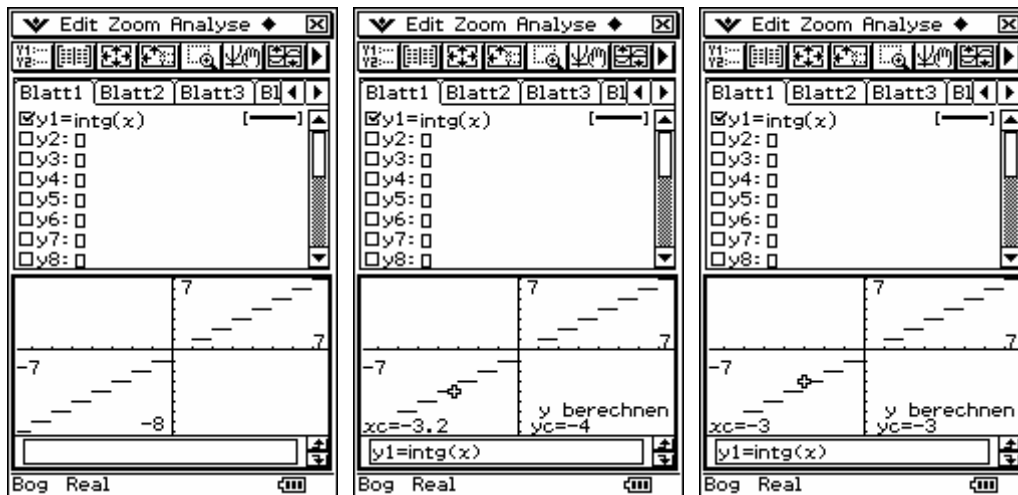 Edit Zoom Analyse
Blatt1 Blatt2 Blatt3 Bl
y1=intg(x) [—]
y2:
y3:
y4:
y5:
y6:
y7:
y8:
7
7
-7
-8
Bog Real
Edit Zoom Analyse
Blatt1 Blatt2 Blatt3 Bl
y1=intg(x) [—]
y2:
y3:
y4:
y5:
y6:
y7:
y8:
7
7
-7
y berechnen
xc=-3.2 yc=-4
y1=intg(x)
Bog Real
Edit Zoom Analyse
Blatt1 Blatt2 Blatt3 Bl
y1=intg(x) [—]
y2:
y3:
y4:
y5:
y6:
y7:
y8:
7
7
-7
y berechnen
xc=-3 yc=-3
y1=intg(x)
Bog Real